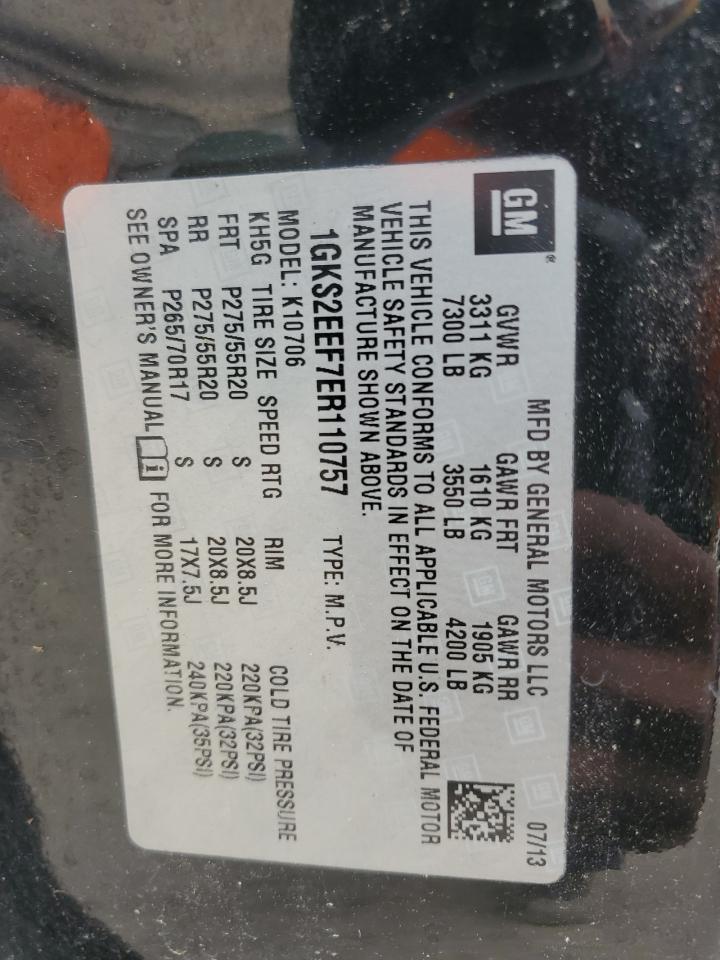 GM
MFD BY GENERAL MOTORS LLC 07/13
GVWR GAWR FRT GAWR RR
3311 KG 1610 KG 1905 KG
7300 LB 3550 LB 4200 LB
THIS VEHICLE CONFORMS TO ALL APPLICABLE U.S. FEDERAL MOTOR
VEHICLE SAFETY STANDARDS IN EFFECT ON THE DATE OF
MANUFACTURE SHOWN ABOVE.
1GKS2EEF7ER110757 TYPE: M.P.V.
MODEL: K10706
KH5G TIRE SIZE SPEED RTG RIM COLD TIRE PRESSURE
FRT P275/55R20 S 20X8.5J 220KPA(32PSI)
RR P275/55R20 S 20X8.5J 220KPA(32PSI)
SPA P265/70R17 S 17X7.5J 240KPA(35PSI)
SEE OWNER'S MANUAL i FOR MORE INFORMATION.